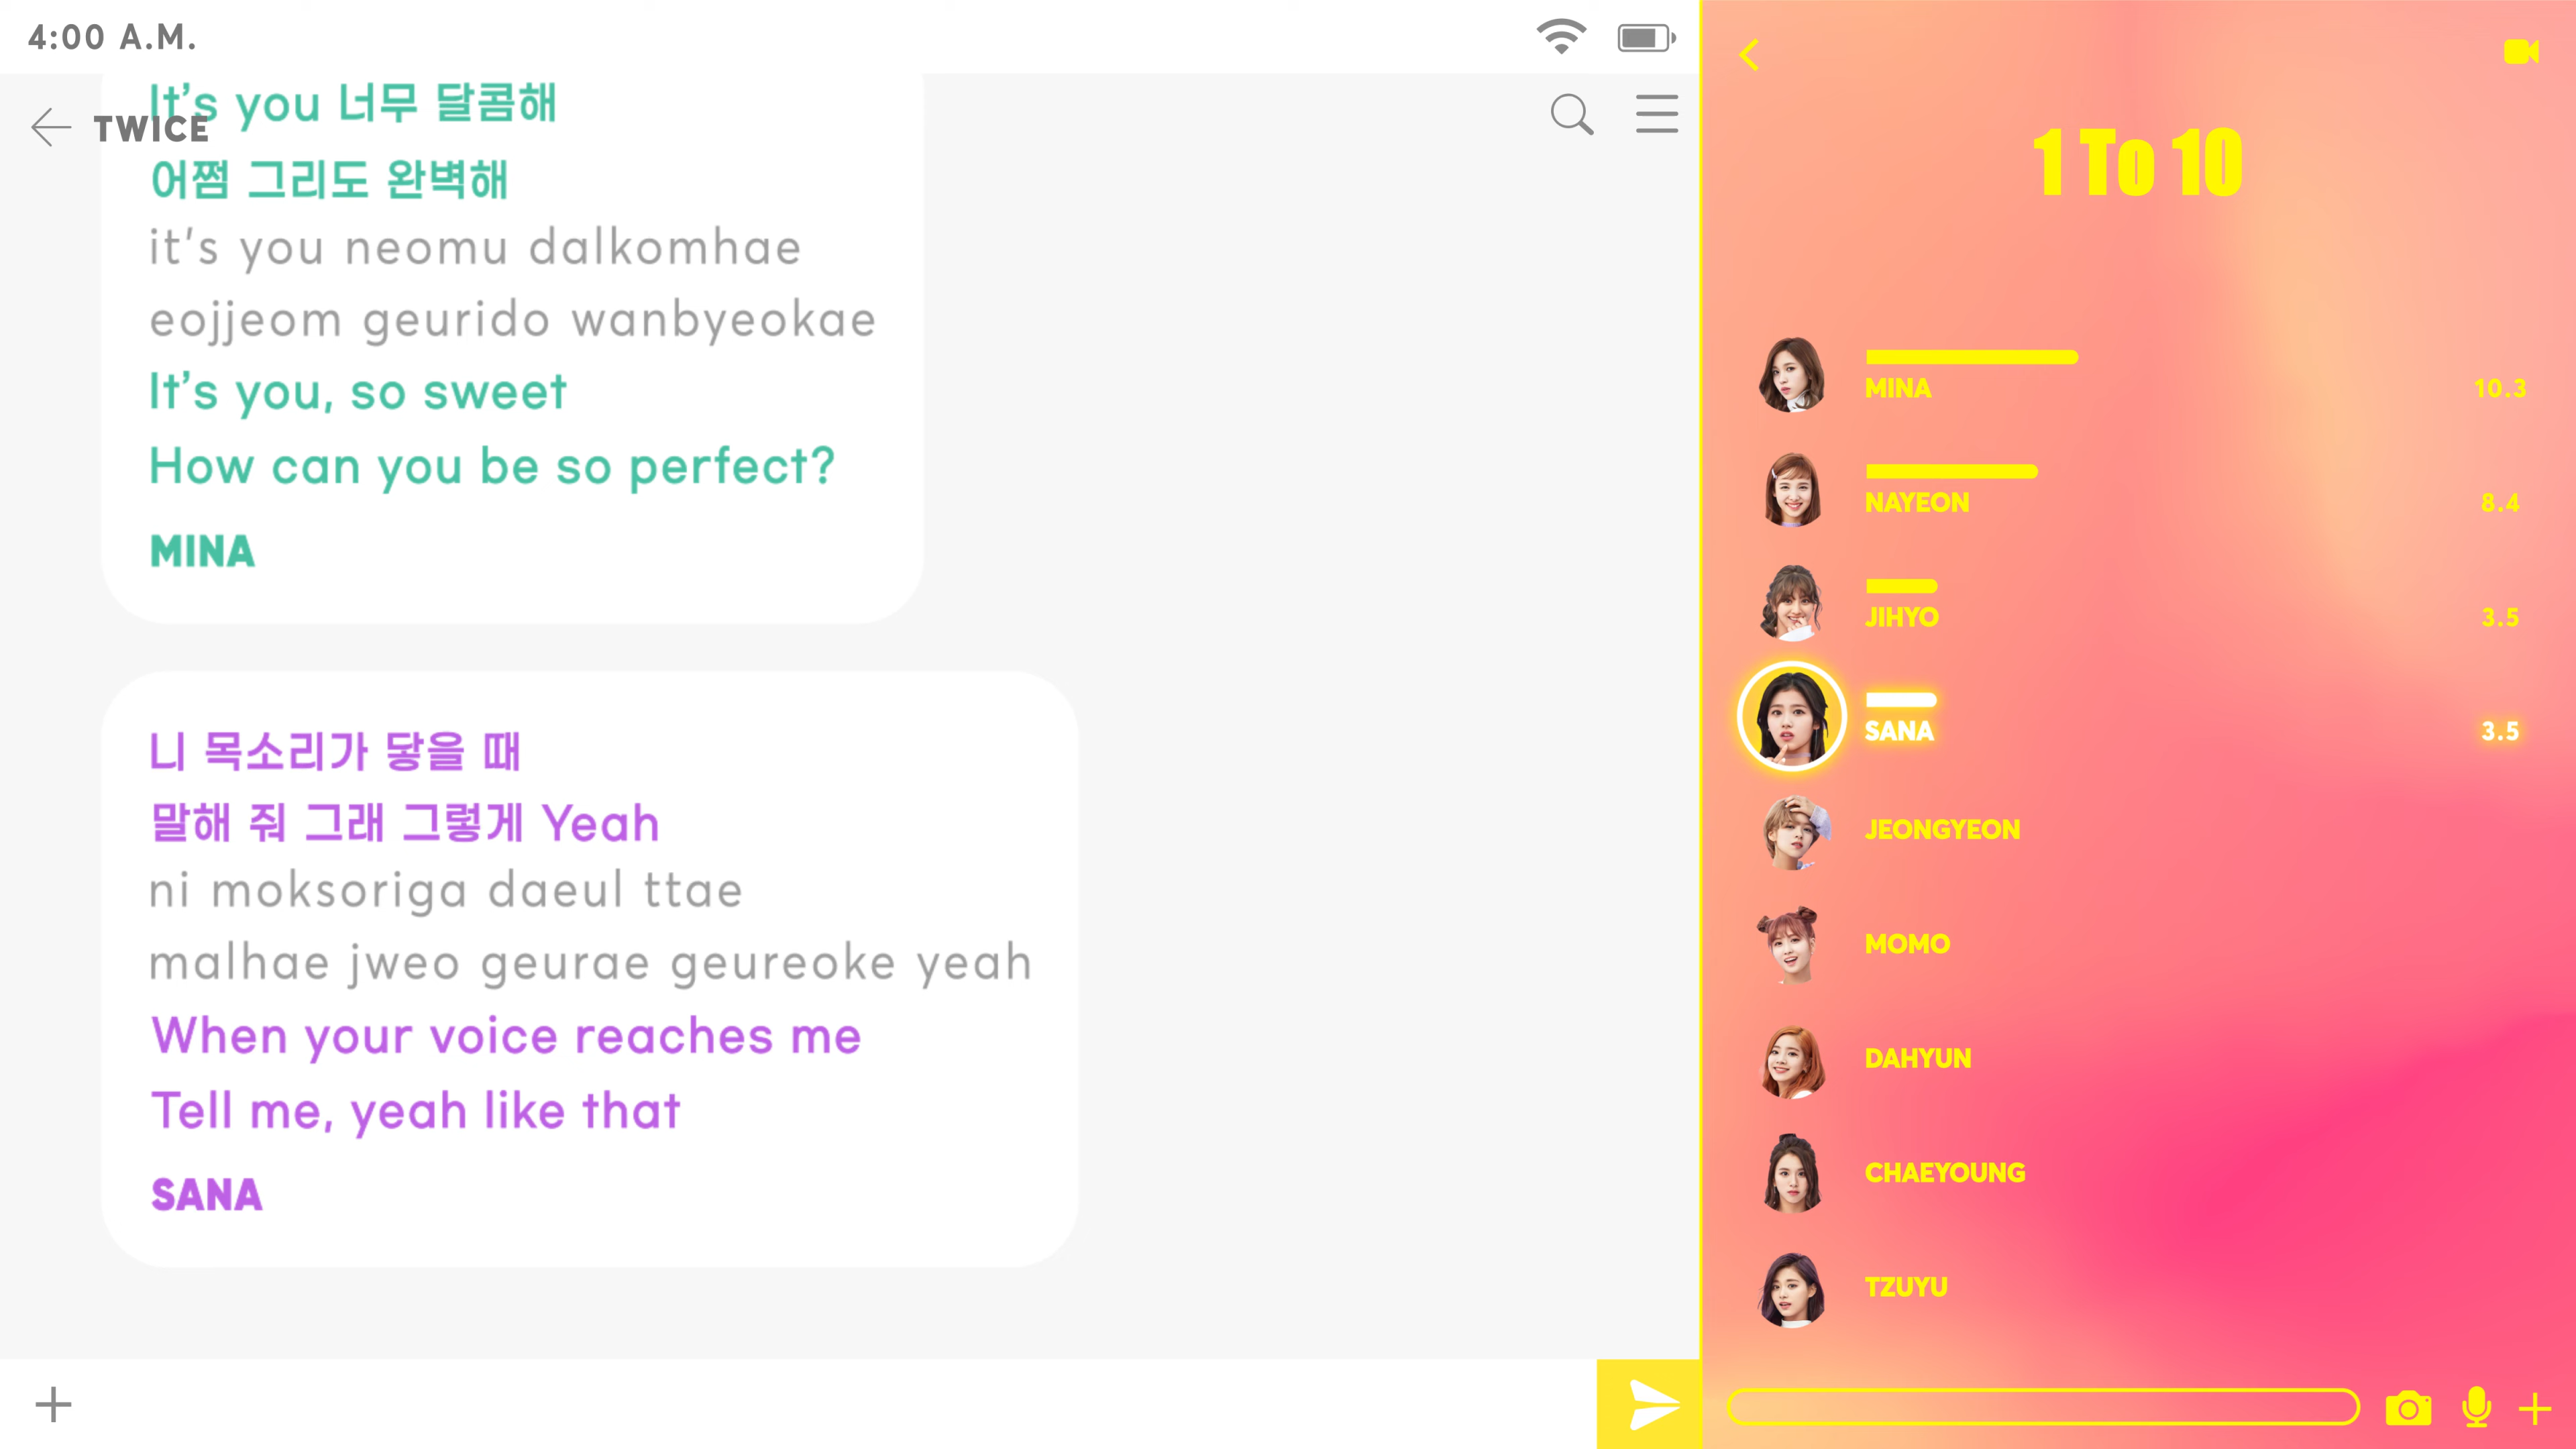 4:00 A.M.
TWICE
It's you 너무 달콤해
어쩜 그리도 완벽해
it's you neomu dalkomhae
eojjeom geurido wanbyeokae
It's you, so sweet
How can you be so perfect?
MINA
니 목소리가 닿을 때
말해 줘 그래 그렇게 Yeah
ni moksoriga daeul ttae
malhae jweo geurae geureoke yeah
When your voice reaches me
Tell me, yeah like that
SANA
1 To 10
MINA 10.3
NAYEON 8.4
JIHYO 3.5
SANA 3.5
JEONGYEON
MOMO
DAHYUN
CHAEYOUNG
TZUYU